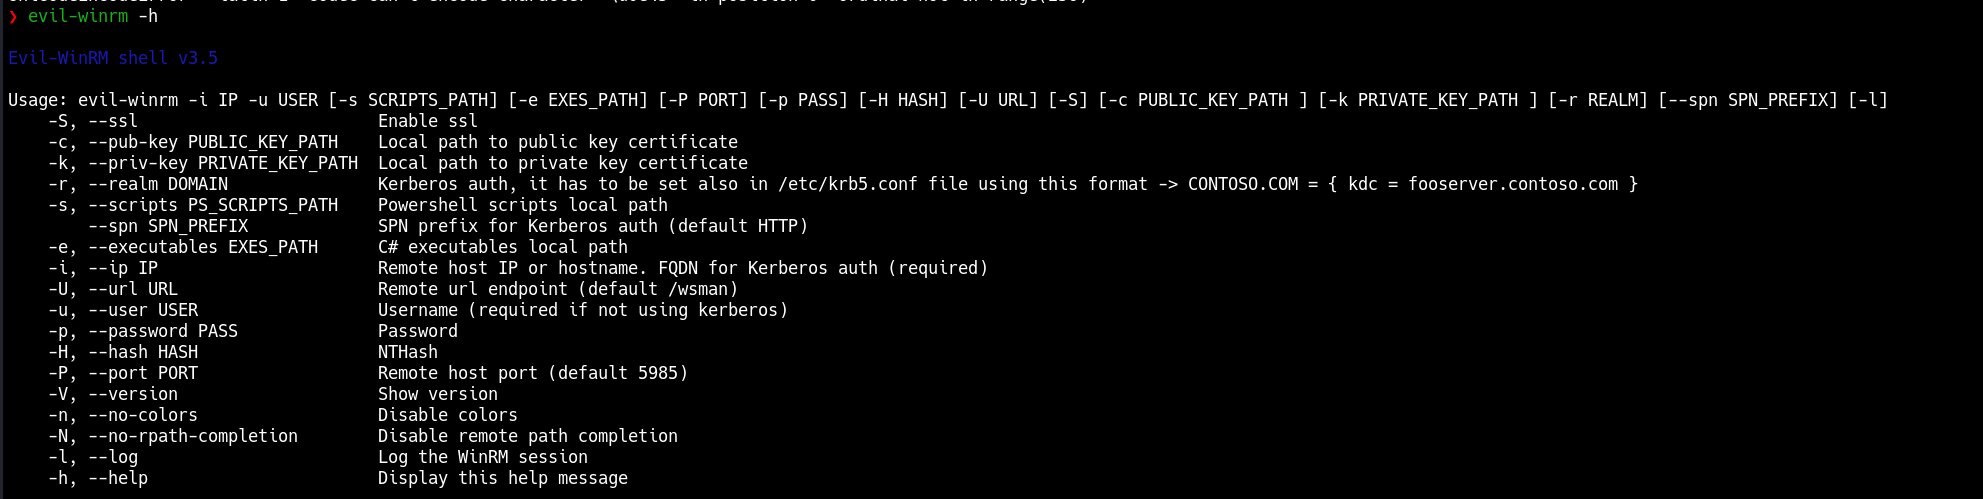 ❯ evil-winrm -h
Evil-WinRM shell v3.5
Usage: evil-winrm -i IP -u USER [-s SCRIPTS_PATH] [-e EXES_PATH] [-P PORT] [-p PASS] [-H HASH] [-U URL] [-S] [-c PUBLIC_KEY_PATH ] [-k PRIVATE_KEY_PATH ] [-r REALM] [--spn SPN_PREFIX] [-l]
    -S, --ssl                        Enable ssl
    -c, --pub-key PUBLIC_KEY_PATH    Local path to public key certificate
    -k, --priv-key PRIVATE_KEY_PATH  Local path to private key certificate
    -r, --realm DOMAIN               Kerberos auth, it has to be set also in /etc/krb5.conf file using this format -> CONTOSO.COM = { kdc = fooserver.contoso.com }
    -s, --scripts PS_SCRIPTS_PATH    Powershell scripts local path
        --spn SPN_PREFIX             SPN prefix for Kerberos auth (default HTTP)
    -e, --executables EXES_PATH      C# executables local path
    -i, --ip IP                      Remote host IP or hostname. FQDN for Kerberos auth (required)
    -U, --url URL                    Remote url endpoint (default /wsman)
    -u, --user USER                  Username (required if not using kerberos)
    -p, --password PASS              Password
    -H, --hash HASH                  NTHash
    -P, --port PORT                  Remote host port (default 5985)
    -V, --version                    Show version
    -n, --no-colors                  Disable colors
    -N, --no-rpath-completion        Disable remote path completion
    -l, --log                        Log the WinRM session
    -h, --help                       Display this help message